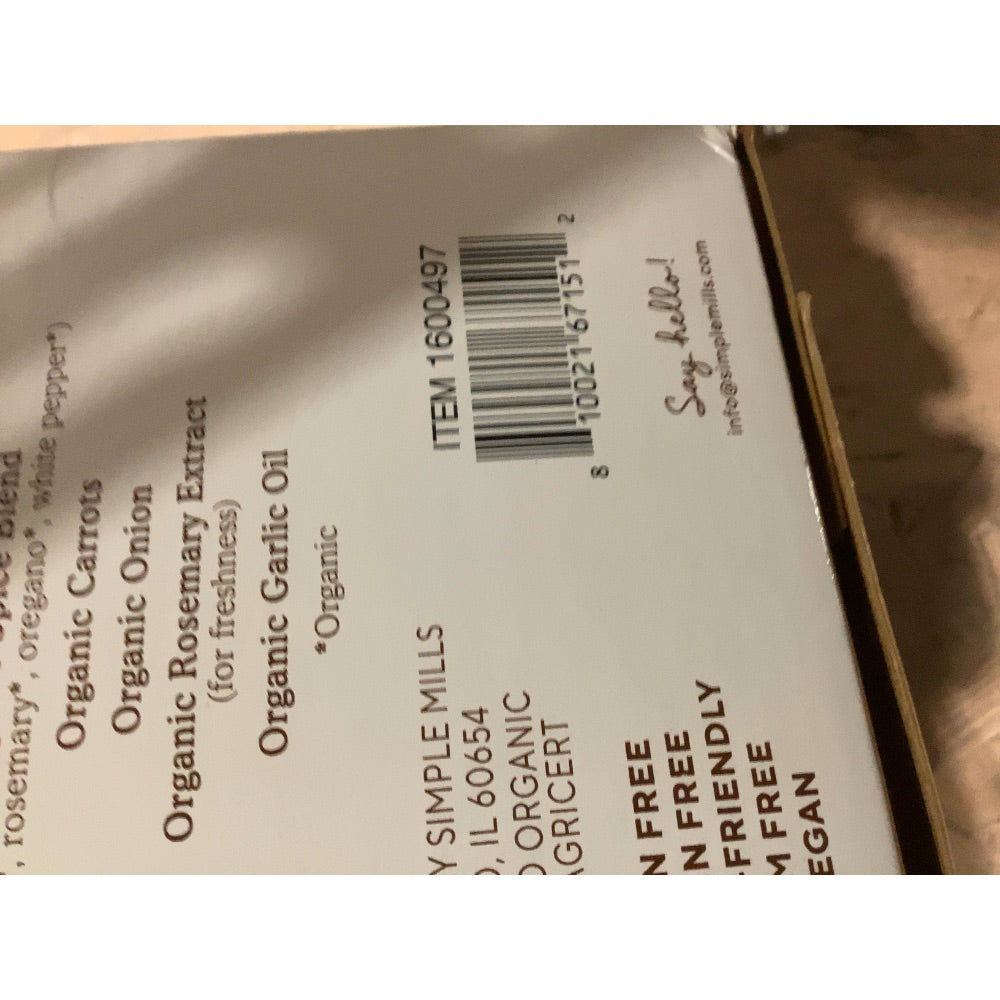 Spice Blend
, rosemary*, oregano*, white pepper*)
Organic Carrots
Organic Onion
Organic Rosemary Extract
(for freshness)
Organic Garlic Oil
*Organic
SIMPLE MILLS
, IL 60654
ORGANIC
AGRICERT
FREE
FREE
FRIENDLY
FREE
ITEM 1600497
8 10021 67151 2
Say hello!
info@simplemills.com